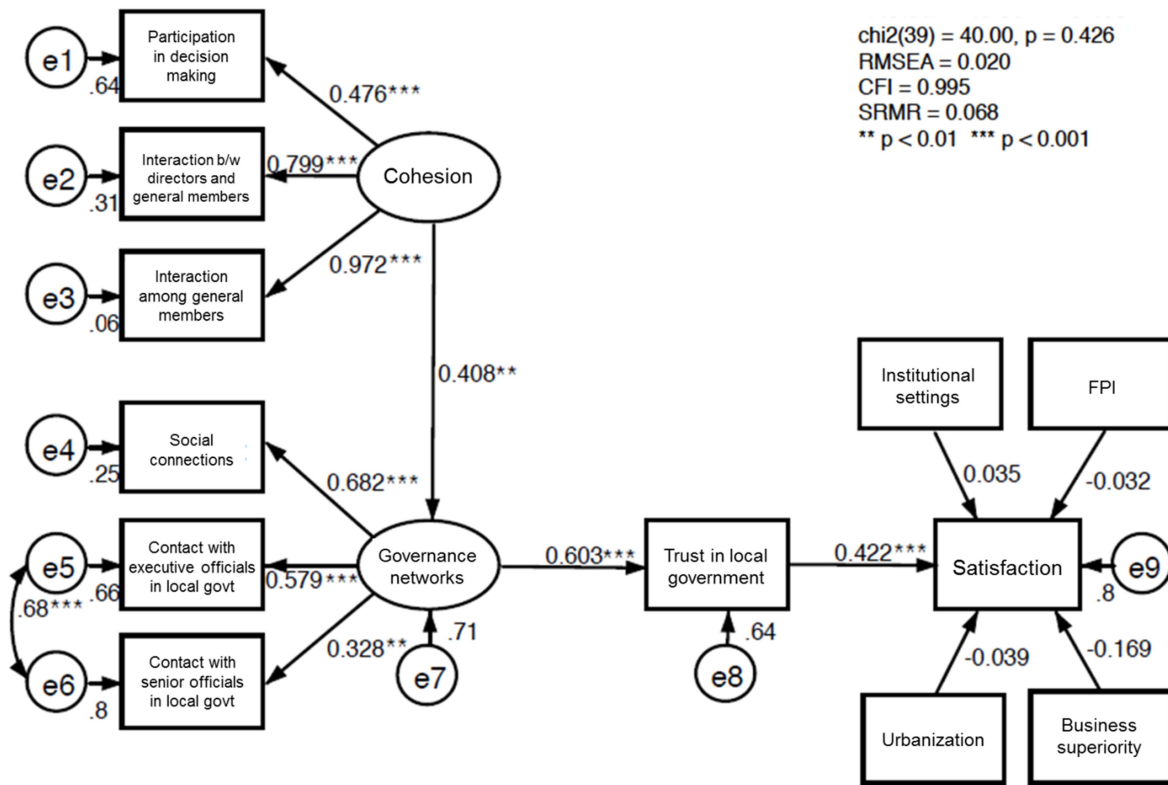 chi2(39) = 40.00, p = 0.426
RMSEA = 0.020
CFI = 0.995
SRMR = 0.068
** p < 0.01 *** p < 0.001
e1
.64
Participation
in decision
making
0.476***
e2
.31
Interaction b/w
directors and
general members
0.799***
Cohesion
e3
.06
Interaction
among general
members
0.972***
0.408**
e4
.25
Social
connections
0.682***
e5
.66
Contact with
executive officials
in local govt
0.579***
.68***
e6
.8
Contact with
senior officials
in local govt
0.328**
Governance
networks
.71
e7
0.603***
Trust in local
government
.64
e8
0.422***
Institutional
settings
0.035
FPI
-0.032
Satisfaction
.8
e9
-0.039
Urbanization
-0.169
Business
superiority